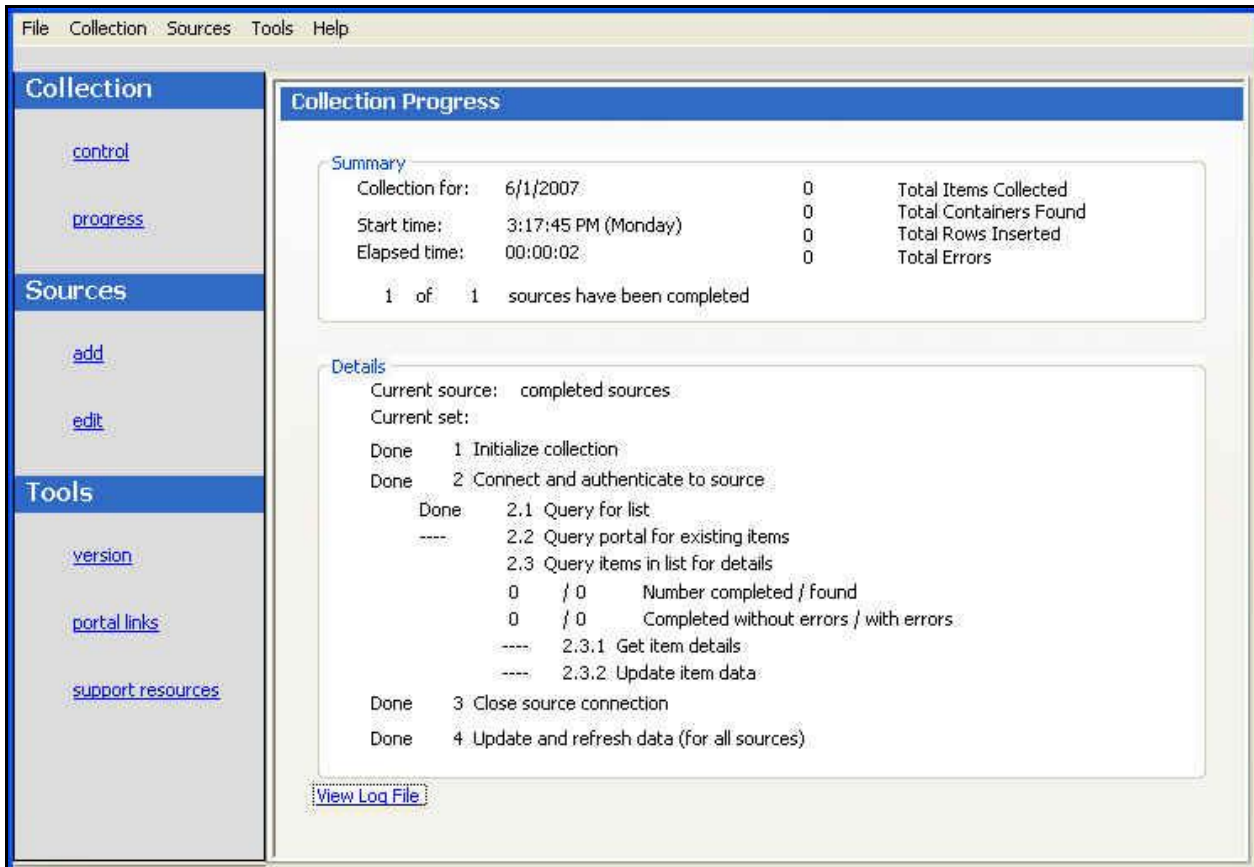 File Collection Sources Tools Help
Collection
control
progress
Sources
add
edit
Tools
version
portal links
support resources
Collection Progress
Summary
Collection for: 6/1/2007 0 Total Items Collected
0 Total Containers Found
Start time: 3:17:45 PM (Monday) 0 Total Rows Inserted
Elapsed time: 00:00:02 0 Total Errors
1 of 1 sources have been completed
Details
Current source: completed sources
Current set:
Done 1 Initialize collection
Done 2 Connect and authenticate to source
Done 2.1 Query for list
---- 2.2 Query portal for existing items
2.3 Query items in list for details
0 / 0 Number completed / found
0 / 0 Completed without errors / with errors
---- 2.3.1 Get item details
---- 2.3.2 Update item data
Done 3 Close source connection
Done 4 Update and refresh data (for all sources)
View Log File